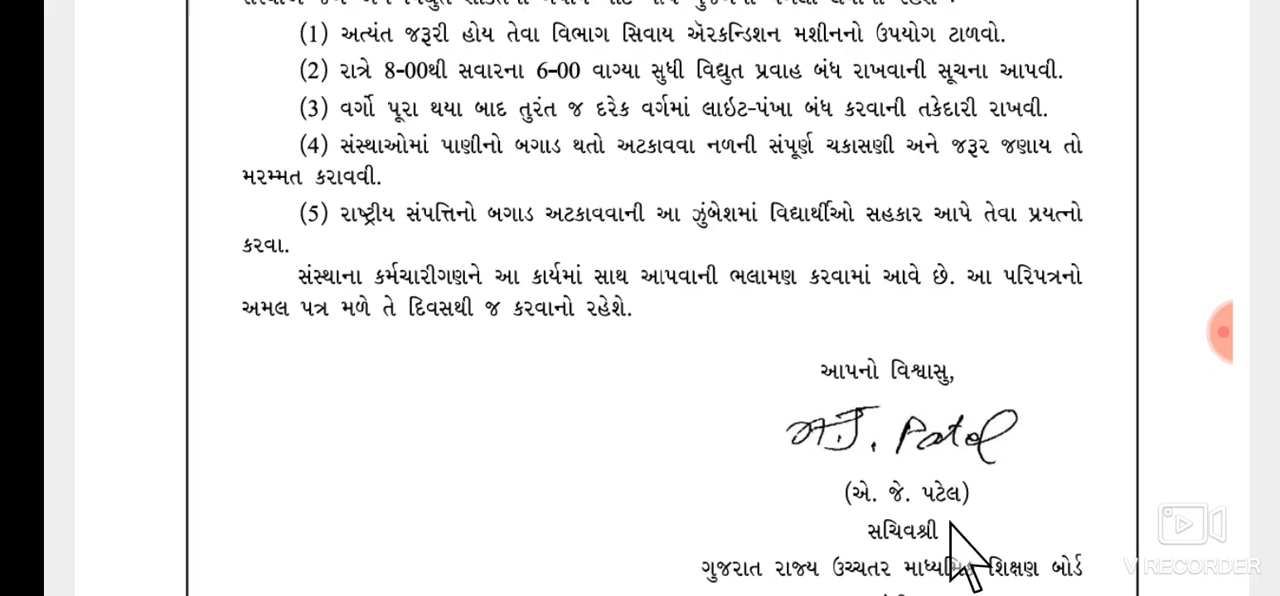 (1) અત્યંત જરૂરી હોય તેવા વિભાગ સિવાય ઍરકન્ડિશન મશીનનો ઉપયોગ ટાળવો.
(2) રાત્રે 8-00થી સવારના 6-00 વાગ્યા સુધી વિદ્યુત પ્રવાહ બંધ રાખવાની સૂચના આપવી.
(3) વર્ગો પૂરા થયા બાદ તુરંત જ દરેક વર્ગમાં લાઇટ-પંખા બંધ કરવાની તકેદારી રાખવી.
(4) સંસ્થાઓમાં પાણીનો બગાડ થતો અટકાવવા નળની સંપૂર્ણ ચકાસણી અને જરૂર જણાય તો
મરમ્મત કરાવવી.
(5) રાષ્ટ્રીય સંપત્તિનો બગાડ અટકાવવાની આ ઝુંબેશમાં વિદ્યાર્થીઓ સહકાર આપે તેવા પ્રયત્નો
કરવા.
સંસ્થાના કર્મચારીગણને આ કાર્યમાં સાથ આપવાની ભલામણ કરવામાં આવે છે. આ પરિપત્રનો
અમલ પત્ર મળે તે દિવસથી જ કરવાનો રહેશે.
આપનો વિશ્વાસુ,
A.J. Patel
(એ. જે. પટેલ)
સચિવશ્રી
ગુજરાત રાજ્ય ઉચ્ચતર માધ્યમિક શિક્ષણ બોર્ડ
V RECORDER